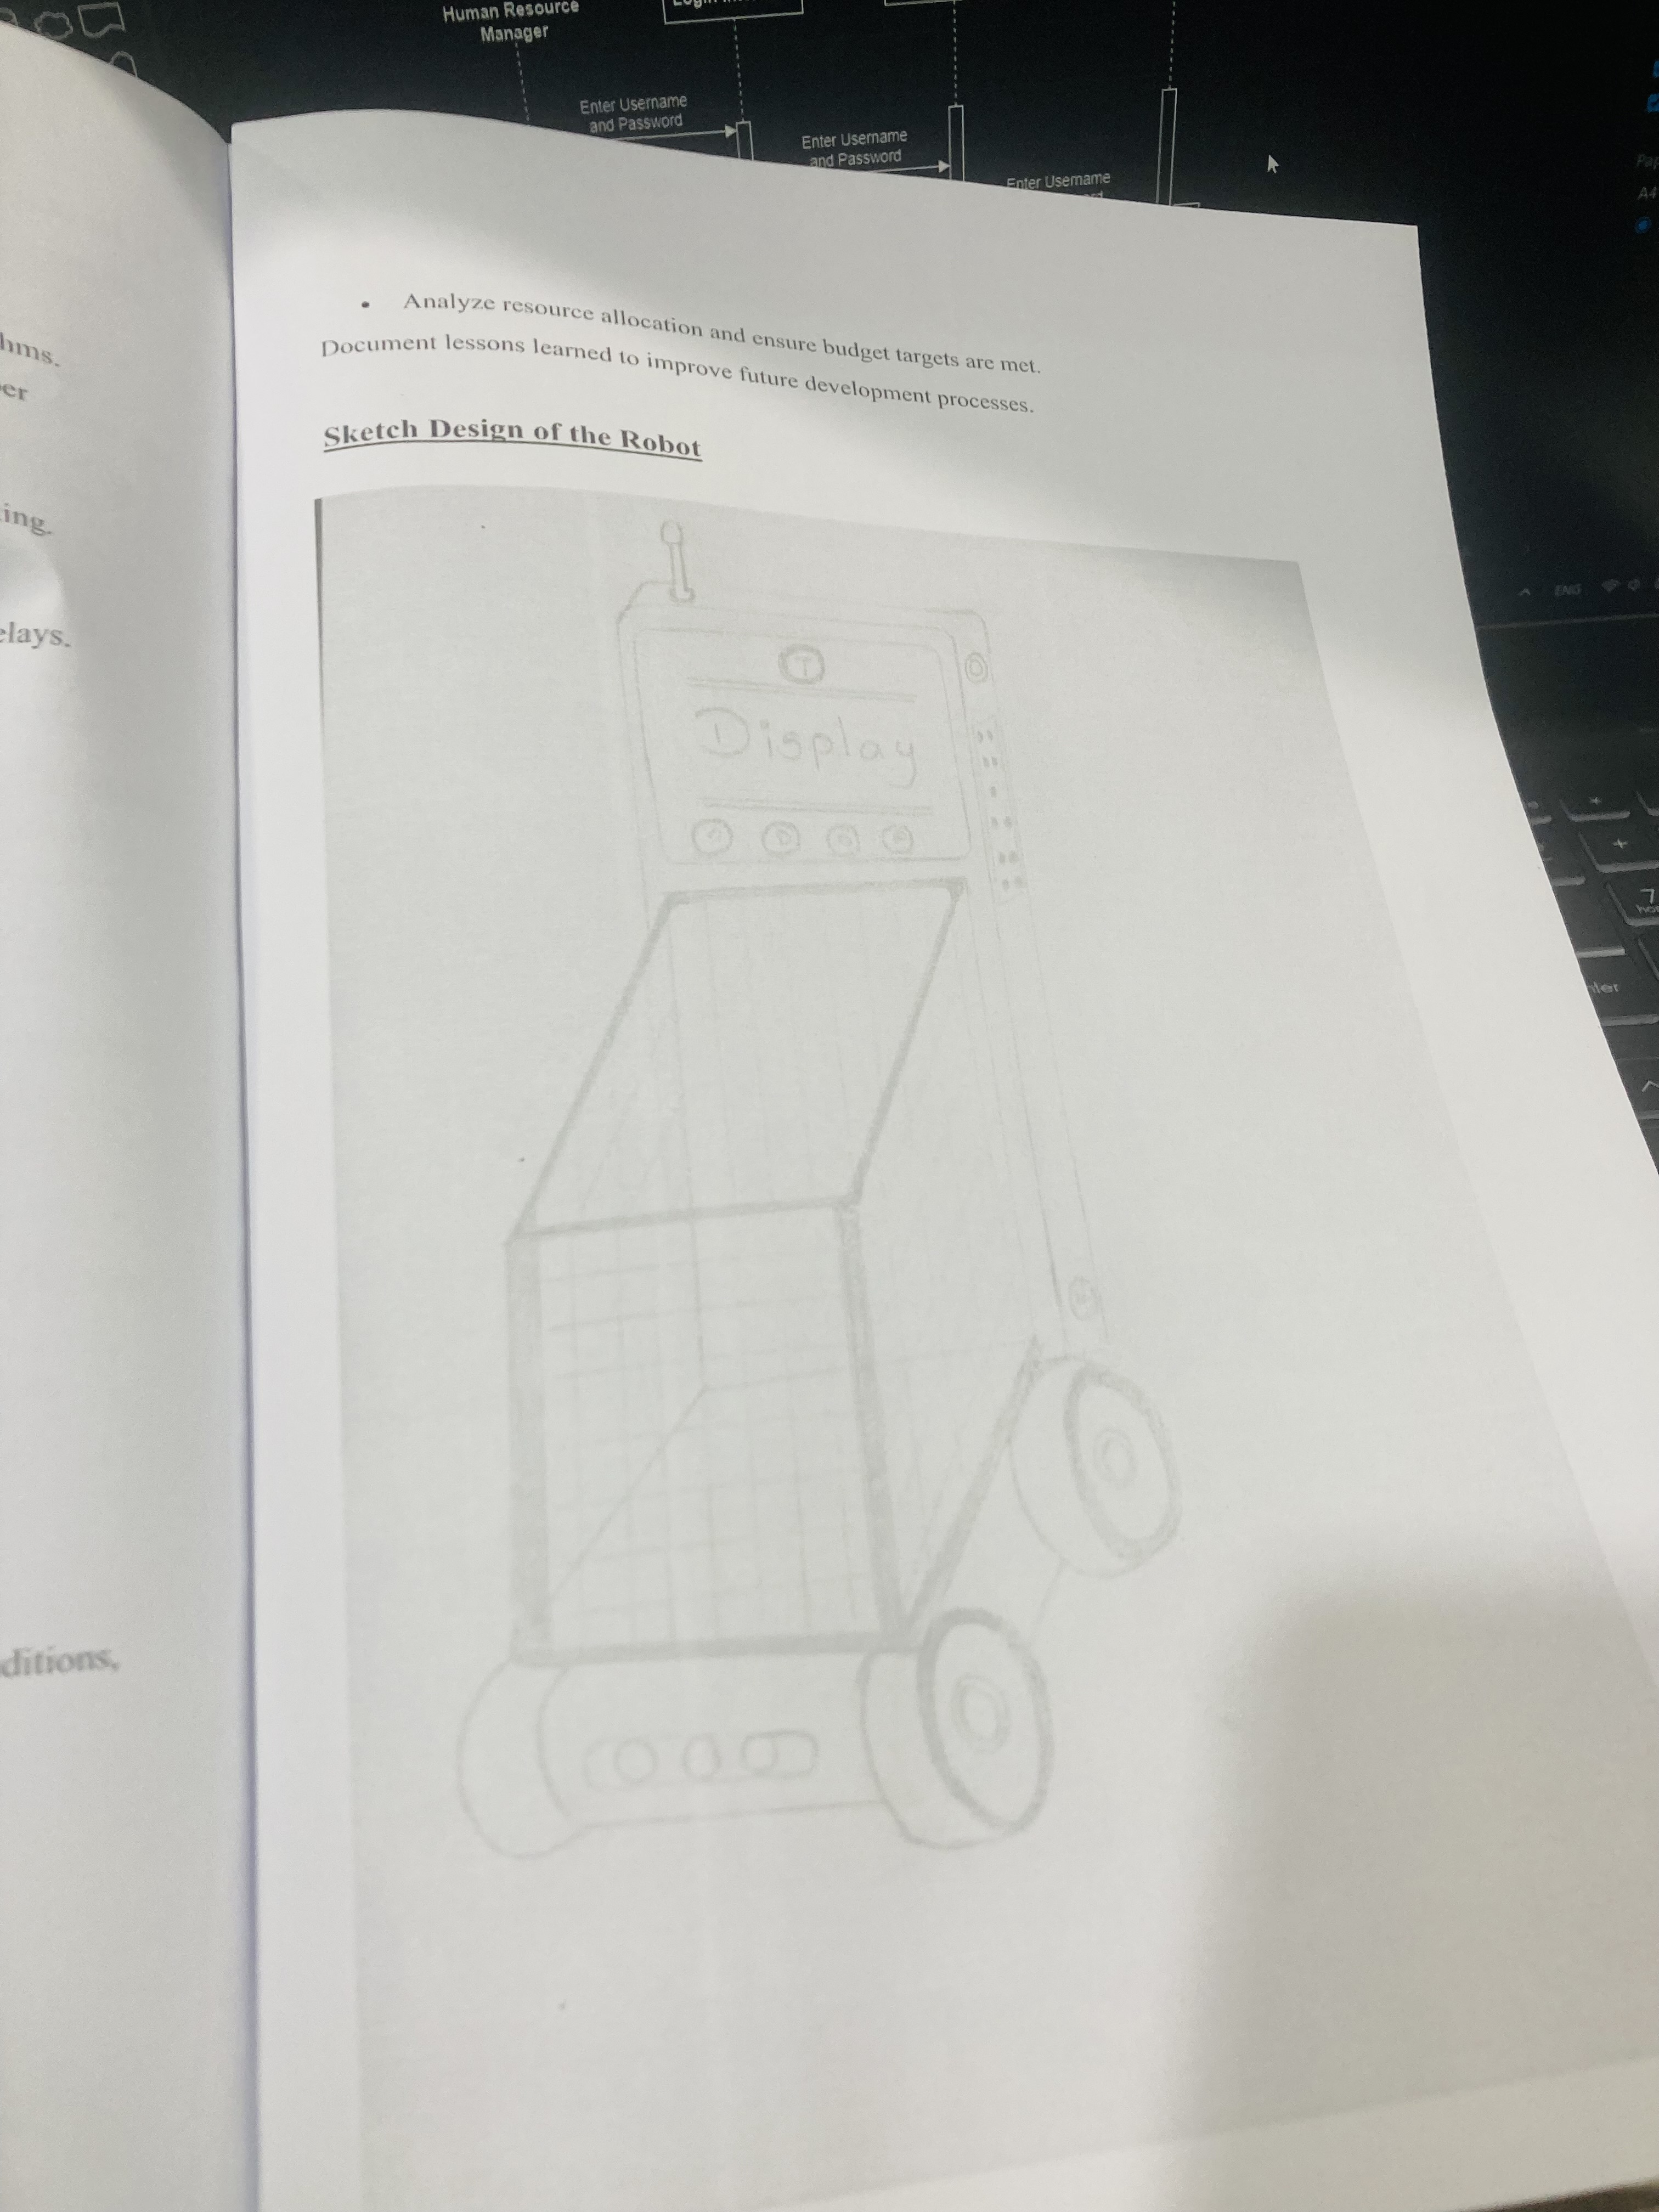 Human Resource
Manager
Enter Username
and Password
Enter Username
and Password
Enter Username
A4
ENG
hms.
er
ing.
elays.
ditions,
• Analyze resource allocation and ensure budget targets are met.
Document lessons learned to improve future development processes.
Sketch Design of the Robot
T
Display
+
7